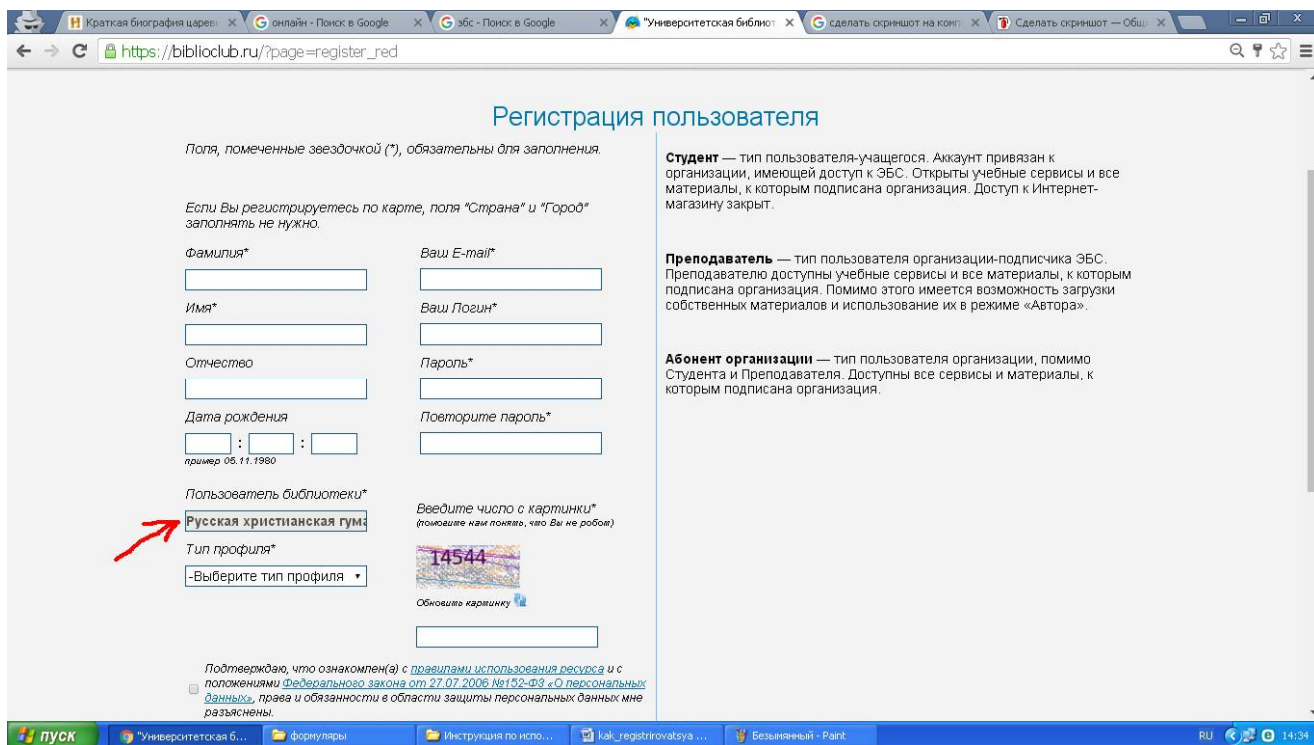 Краткая биография царев
онлайн - Поиск в Google
эбс - Поиск в Google
"Университетская библиот
сделать скриншот на комп
Сделать скриншот — Общ
https://biblioclub.ru/?page=register_red
Регистрация пользователя
Поля, помеченные звездочкой (*), обязательны для заполнения.
Если Вы регистрируетесь по карте, поля "Страна" и "Город"
заполнять не нужно.
Фамилия*
Ваш E-mail*
Имя*
Ваш Логин*
Отчество
Пароль*
Дата рождения
Повторите пароль*
: :
пример 05.11.1980
Пользователь библиотеки*
Русская христианская гума
Введите число с картинки*
(помогите нам понять, что Вы не робот)
Тип профиля*
-Выберите тип профиля
14544
Обновить картинку
Подтверждаю, что ознакомлен(а) с правилами использования ресурса и с
положениями Федерального закона от 27.07.2006 №152-ФЗ «О персональных
данных», права и обязанности в области защиты персональных данных мне
разъяснены.
Студент — тип пользователя-учащегося. Аккаунт привязан к
организации, имеющей доступ к ЭБС. Открыты учебные сервисы и все
материалы, к которым подписана организация. Доступ к Интернет-
магазину закрыт.
Преподаватель — тип пользователя организации-подписчика ЭБС.
Преподавателю доступны учебные сервисы и все материалы, к которым
подписана организация. Помимо этого имеется возможность загрузки
собственных материалов и использование их в режиме «Автора».
Абонент организации — тип пользователя организации, помимо
Студента и Преподавателя. Доступны все сервисы и материалы, к
которым подписана организация.
пуск
"Университетская б...
формуляры
Инструкция по испо...
kak_registrirovatsya ...
Безымянный - Paint
RU
14:34